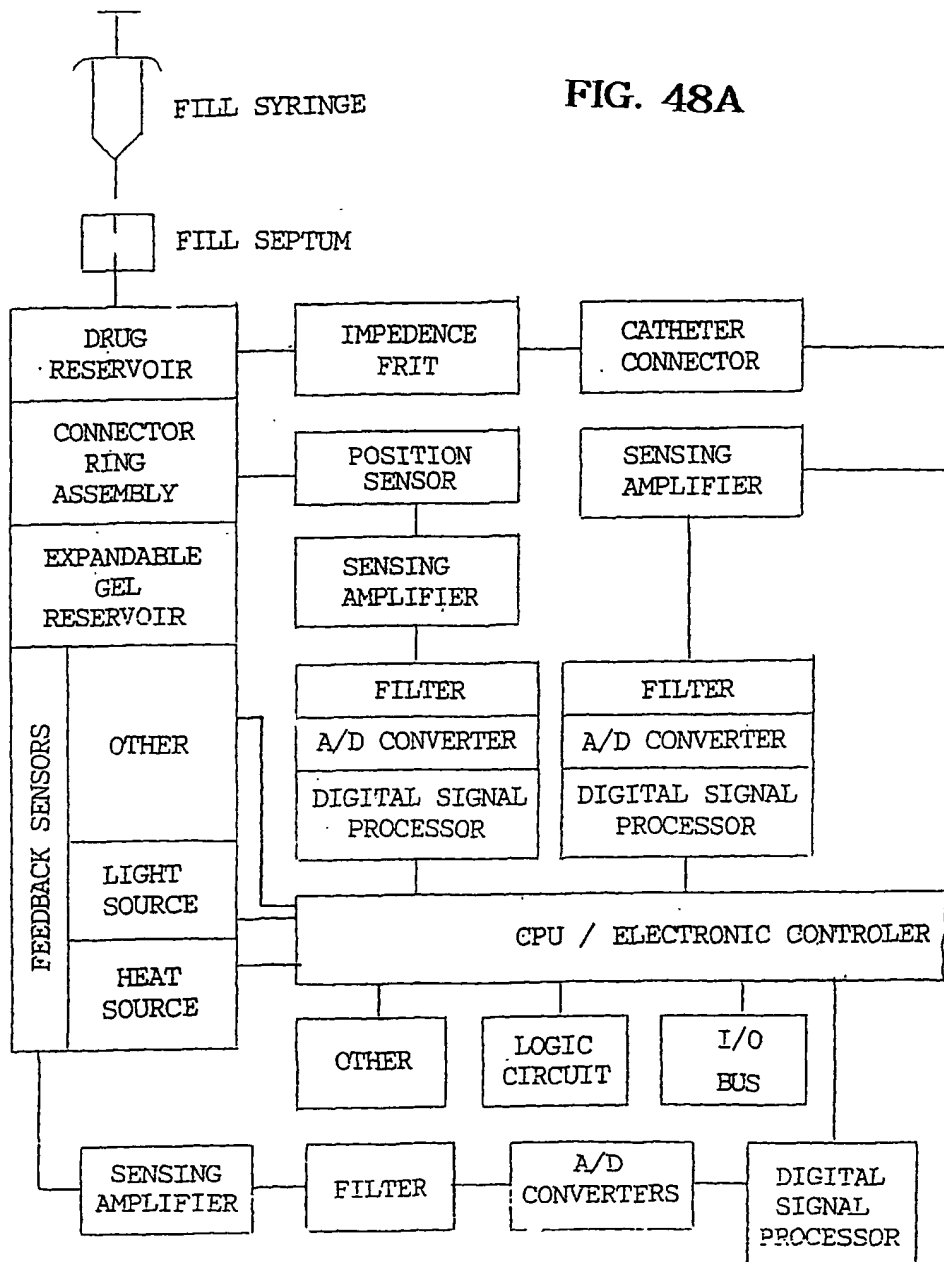 FIG. 48A
FILL SYRINGE
FILL SEPTUM
DRUG
RESERVOIR
IMPEDENCE
FRIT
CATHETER
CONNECTOR
CONNECTOR
RING
ASSEMBLY
POSITION
SENSOR
SENSING
AMPLIFIER
EXPANDABLE
GEL
RESERVOIR
SENSING
AMPLIFIER
FEEDBACK SENSORS
OTHER
LIGHT
SOURCE
HEAT
SOURCE
FILTER
A/D CONVERTER
DIGITAL SIGNAL
PROCESSOR
FILTER
A/D CONVERTER
DIGITAL SIGNAL
PROCESSOR
CPU / ELECTRONIC CONTROLER
OTHER
LOGIC
CIRCUIT
I/O
BUS
SENSING
AMPLIFIER
FILTER
A/D
CONVERTERS
DIGITAL
SIGNAL
PROCESSOR